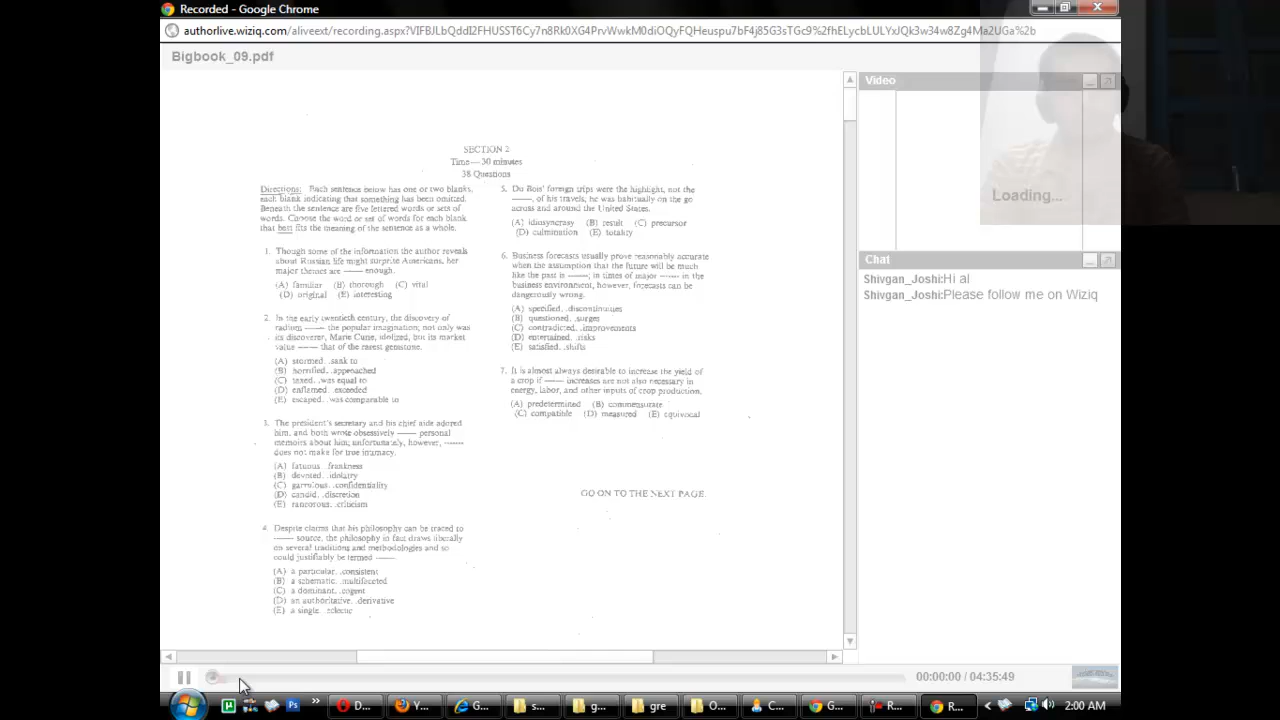 Recorded - Google Chrome
authorlive.wiziq.com/aliveext/recording.aspx?VIFBJLbQddI2FHUSST6Cy7n8Rk0XG4PrvWwkM0diOQyFQHeuspu7bF4j85G3sTGc9%2fhELycbLULYxJQk3w34w8Zg4Ma2UGa%2b
Bigbook_09.pdf
SECTION 2
Time— 30 minutes
38 Questions
Directions: Each sentence below has one or two blanks,
each blank indicating that something has been omitted.
Beneath the sentence are five lettered words or sets of
words. Choose the word or set of words for each blank
that best fits the meaning of the sentence as a whole.
1. Though some of the information the author reveals
about Russian life might surprise Americans, her
major themes are ------ enough.
(A) familiar (B) thorough (C) vital
(D) original (E) interesting
2. In the early twentieth century, the discovery of
radium ------ the popular imagination; not only was
its discoverer, Marie Curie, idolized, but its market
value ------ that of the rarest gemstone.
(A) stormed. .sank to
(B) horrified. .approached
(C) taxed. .was equal to
(D) enflamed. .exceeded
(E) escaped. .was comparable to
3. The president's secretary and his chief aide adored
him, and both wrote obsessively ------ personal
memoirs about him; unfortunately, however, ------
does not make for true intimacy.
(A) fatuous. .frankness
(B) devoted. .idolatry
(C) garrulous. .confidentiality
(D) candid. .discretion
(E) rancorous. .criticism
4. Despite claims that his philosophy can be traced to
------ source, the philosophy in fact draws liberally
on several traditions and methodologies and so
could justifiably be termed ------
(A) a particular. .consistent
(B) a schematic. .multifaceted
(C) a dominant. .cogent
(D) an authoritative. .derivative
(E) a single. .eclectic
5. Du Bois' foreign trips were the highlight, not the
------, of his travels; he was habitually on the go
across and around the United States.
(A) idiosyncrasy (B) result (C) precursor
(D) culmination (E) totality
6. Business forecasts usually prove reasonably accurate
when the assumption that the future will be much
like the past is ------; in times of major ------ in the
business environment, however, forecasts can be
dangerously wrong.
(A) specified. .discontinuities
(B) questioned. .surges
(C) contradicted. .improvements
(D) entertained. .risks
(E) satisfied. .shifts
7. It is almost always desirable to increase the yield of
a crop if ------ increases are not also necessary in
energy, labor, and other inputs of crop production.
(A) predetermined (B) commensurate
(C) compatible (D) measured (E) equivocal
GO ON TO THE NEXT PAGE.
Video
Loading...
Chat
Shivgan_Joshi:Hi al
Shivgan_Joshi:Please follow me on Wiziq
00:00:00 / 04:35:49
D... Y... G... s... g... gre O... C... G... R... R... 2:00 AM